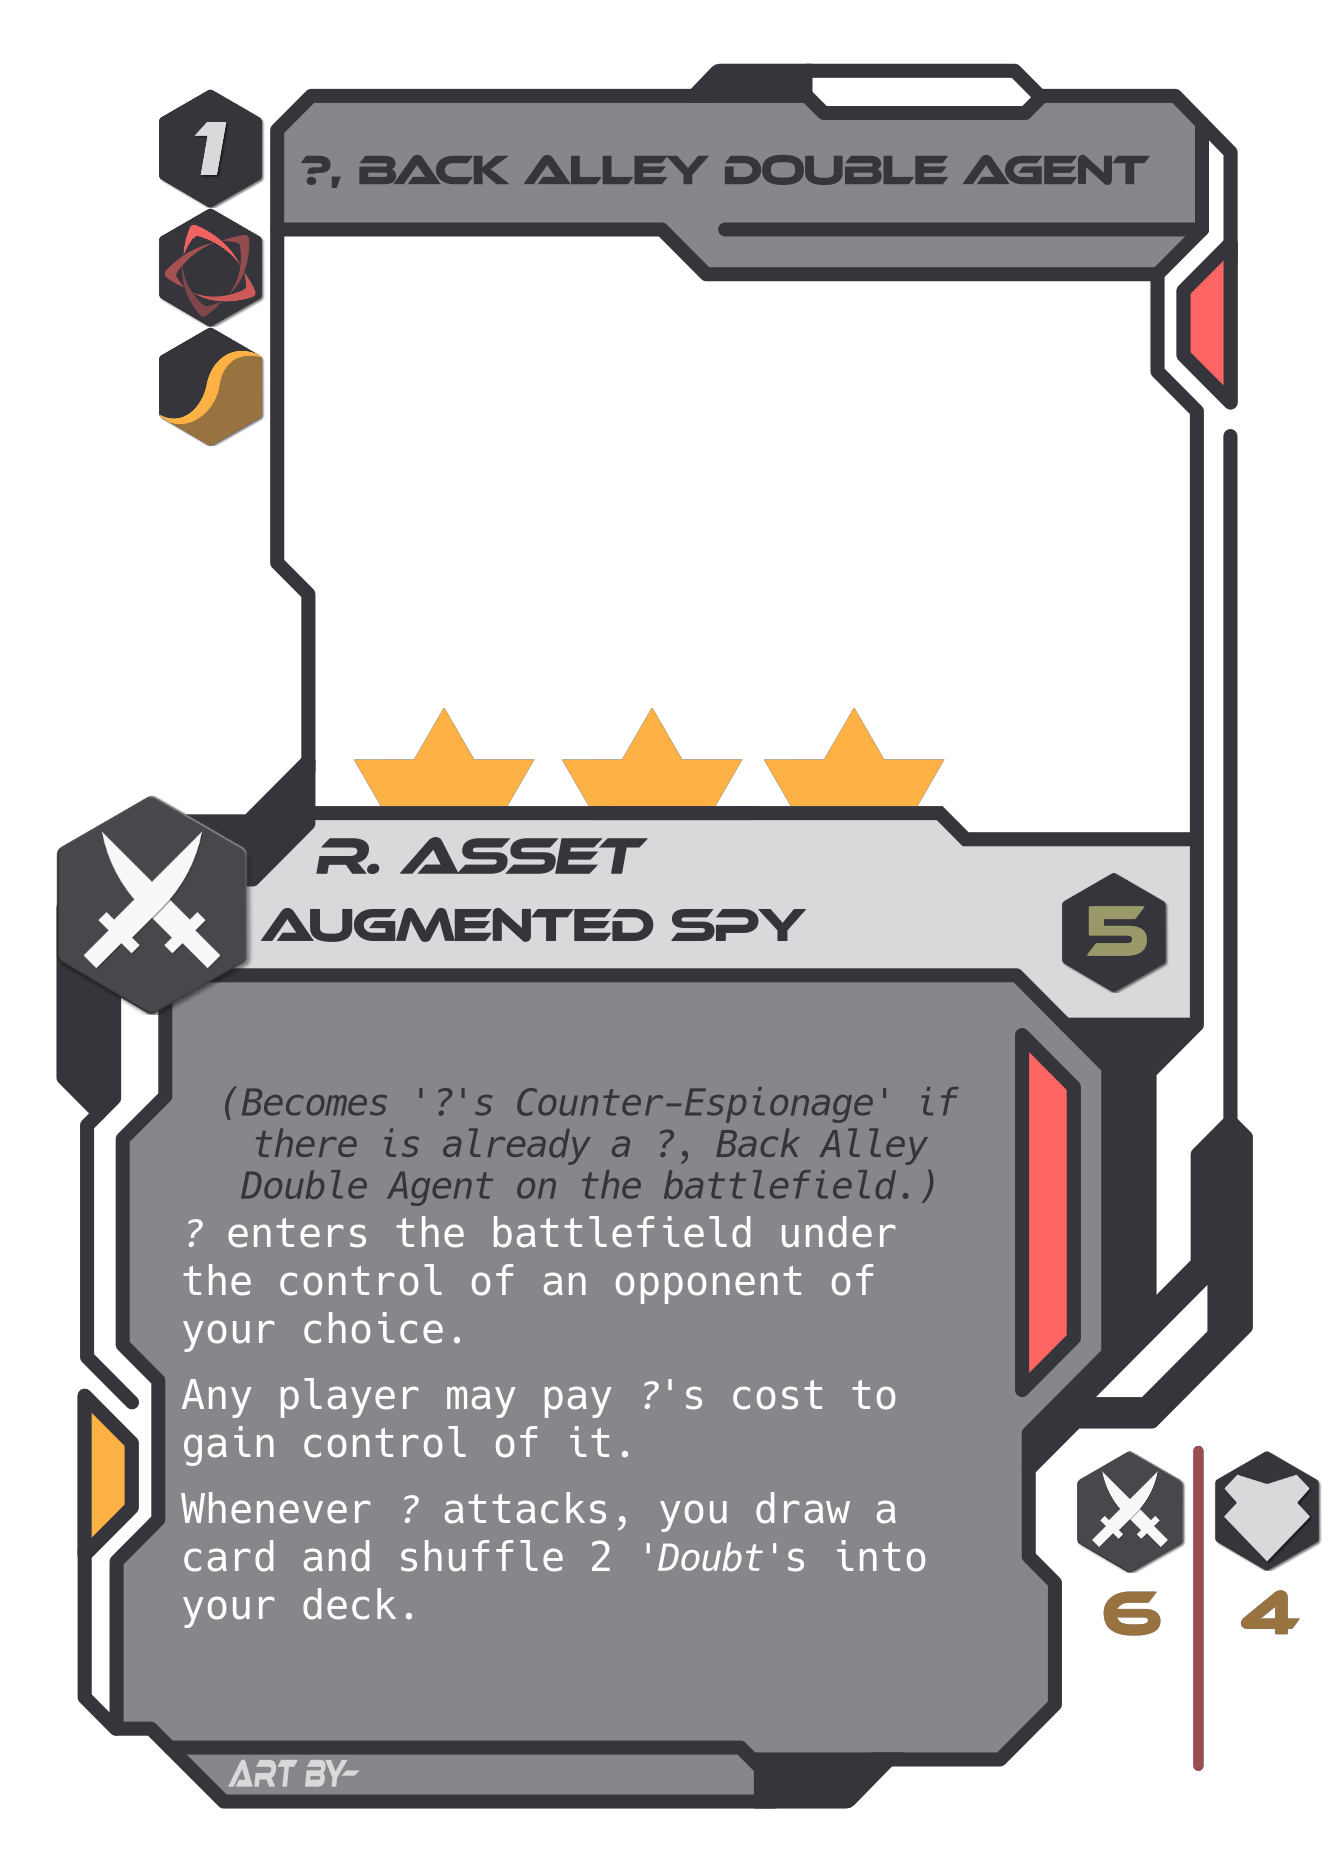 1
?, BACK ALLEY DOUBLE AGENT
R. ASSET
AUGMENTED SPY
5
(Becomes '?'s Counter-Espionage' if
there is already a ?, Back Alley
Double Agent on the battlefield.)
? enters the battlefield under
the control of an opponent of
your choice.
Any player may pay ?'s cost to
gain control of it.
Whenever ? attacks, you draw a
card and shuffle 2 'Doubt's into
your deck.
6
4
ART BY-